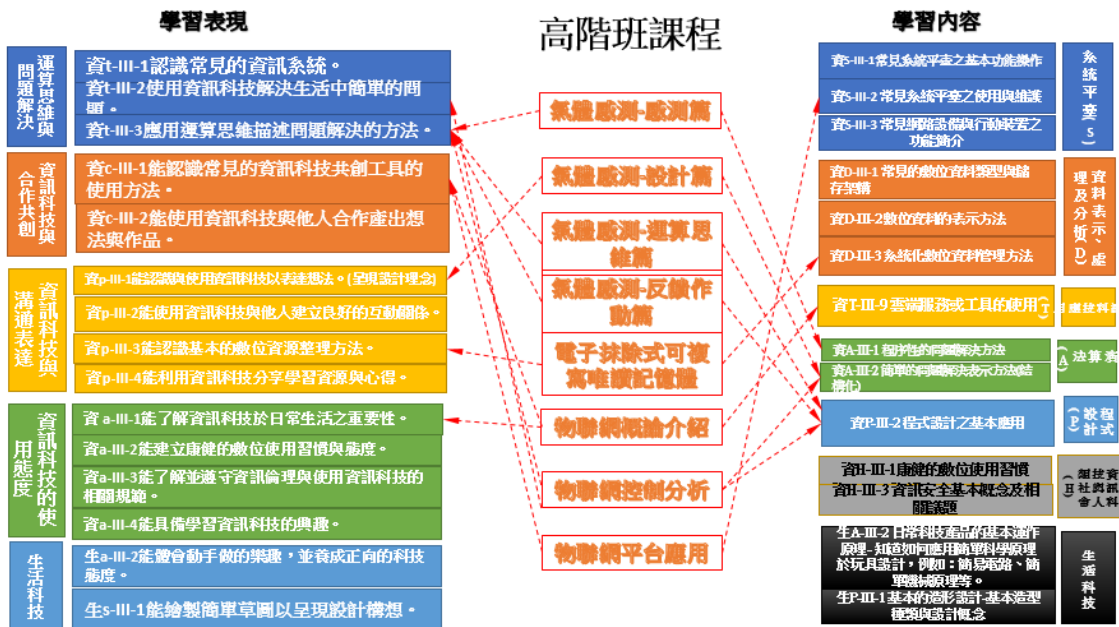 學習表現
高階班課程
學習內容
運算思維與
問題解決
資t-III-1認識常見的資訊系統。
資t-III-2使用資訊科技解決生活中簡單的問
題。
資t-III-3應用運算思維描述問題解決的方法。
資訊科技與
合作共創
資c-III-1能認識常見的資訊科技共創工具的
使用方法。
資c-III-2能使用資訊科技與他人合作產出想
法與作品。
資訊科技與
溝通表達
資p-III-1能認識與使用資訊科技以表達想法。(呈現設計理念)
資p-III-2能使用資訊科技與他人建立良好的互動關係。
資p-III-3能認識基本的數位資源整理方法。
資p-III-4能利用資訊科技分享學習資源與心得。
資訊科技的使
用態度
資 a-III-1能了解資訊科技於日常生活之重要性。
資a-III-2能建立康健的數位使用習慣與態度。
資a-III-3能了解並遵守資訊倫理與使用資訊科技的
相關規範。
資a-III-4能具備學習資訊科技的興趣。
生活科技
生a-III-2能體會動手做的樂趣，並養成正向的科技
態度。
生s-III-1能繪製簡單草圖以呈現設計構想。
氣體感測-感測篇
氣體感測-設計篇
氣體感測-運算思
維篇
氣體感測-反饋作
動篇
電子抹除式可複
寫唯讀記憶體
物聯網概論介紹
物聯網控制分析
物聯網平台應用
資S-III-1常見系統平臺之基本功能操作
資S-III-2 常見系統平臺之使用與維護
資S-III-3 常見網路設備與行動裝置之
功能簡介
系統平臺(S)
資D-III-1 常見的數位資料類型與儲
存架構
資D-III-2數位資料的表示方法
資D-III-3 系統化數位資料管理方法
資料表示、處
理及分質(D)
資T-III-9雲端服務或工具的使用
資A-III-1 程序性的問題解決方法
資A-III-2 簡單的問題解決表示方法(結
構化)
資P-III-2程式設計之基本應用
程式
設計
(P)
資H-III-1康健的數位使用習慣
資H-III-3 資訊安全基本概念及相
關議題
生A-III-2 日常科技產品的基本運作
原理- 知道如何應用簡單科學原理
於玩具設計，例如：簡易電路、簡
單機械原理等。
生P-III-1基本的造形設計-基本造型
種類與設計概念
生活科技